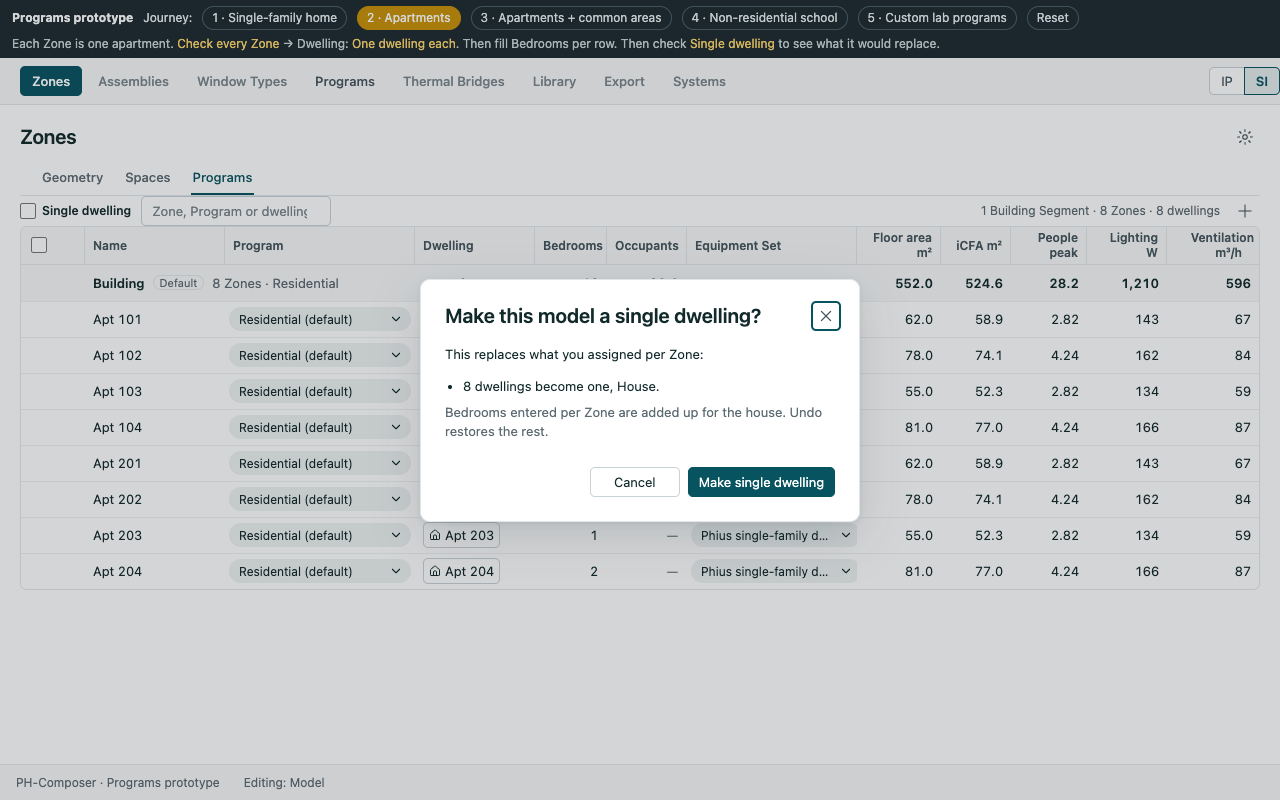 Programs prototype Journey: 1 · Single-family home 2 · Apartments 3 · Apartments + common areas 4 · Non-residential school 5 · Custom lab programs Reset
Each Zone is one apartment. Check every Zone → Dwelling: One dwelling each. Then fill Bedrooms per row. Then check Single dwelling to see what it would replace.
Zones Assemblies Window Types Programs Thermal Bridges Library Export Systems IP SI
Zones
Geometry Spaces Programs
Single dwelling Zone, Program or dwelling 1 Building Segment · 8 Zones · 8 dwellings
Name Program Dwelling Bedrooms Occupants Equipment Set Floor area m² iCFA m² People peak Lighting W Ventilation m³/h
Building Default 8 Zones · Residential 552.0 524.6 28.2 1,210 596
Apt 101 Residential (default) 62.0 58.9 2.82 143 67
Apt 102 Residential (default) 78.0 74.1 4.24 162 84
Apt 103 Residential (default) 55.0 52.3 2.82 134 59
Apt 104 Residential (default) 81.0 77.0 4.24 166 87
Apt 201 Residential (default) 62.0 58.9 2.82 143 67
Apt 202 Residential (default) 78.0 74.1 4.24 162 84
Apt 203 Residential (default) Apt 203 1 — Phius single-family d... 55.0 52.3 2.82 134 59
Apt 204 Residential (default) Apt 204 2 — Phius single-family d... 81.0 77.0 4.24 166 87
Make this model a single dwelling?
This replaces what you assigned per Zone:
• 8 dwellings become one, House.
Bedrooms entered per Zone are added up for the house. Undo
restores the rest.
Cancel Make single dwelling
PH-Composer · Programs prototype Editing: Model